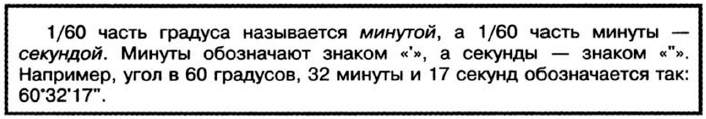 1/60 часть градуса называется минутой, а 1/60 часть минуты —
секундой. Минуты обозначают знаком «'», а секунды — знаком «"».
Например, угол в 60 градусов, 32 минуты и 17 секунд обозначается так:
60°32'17".